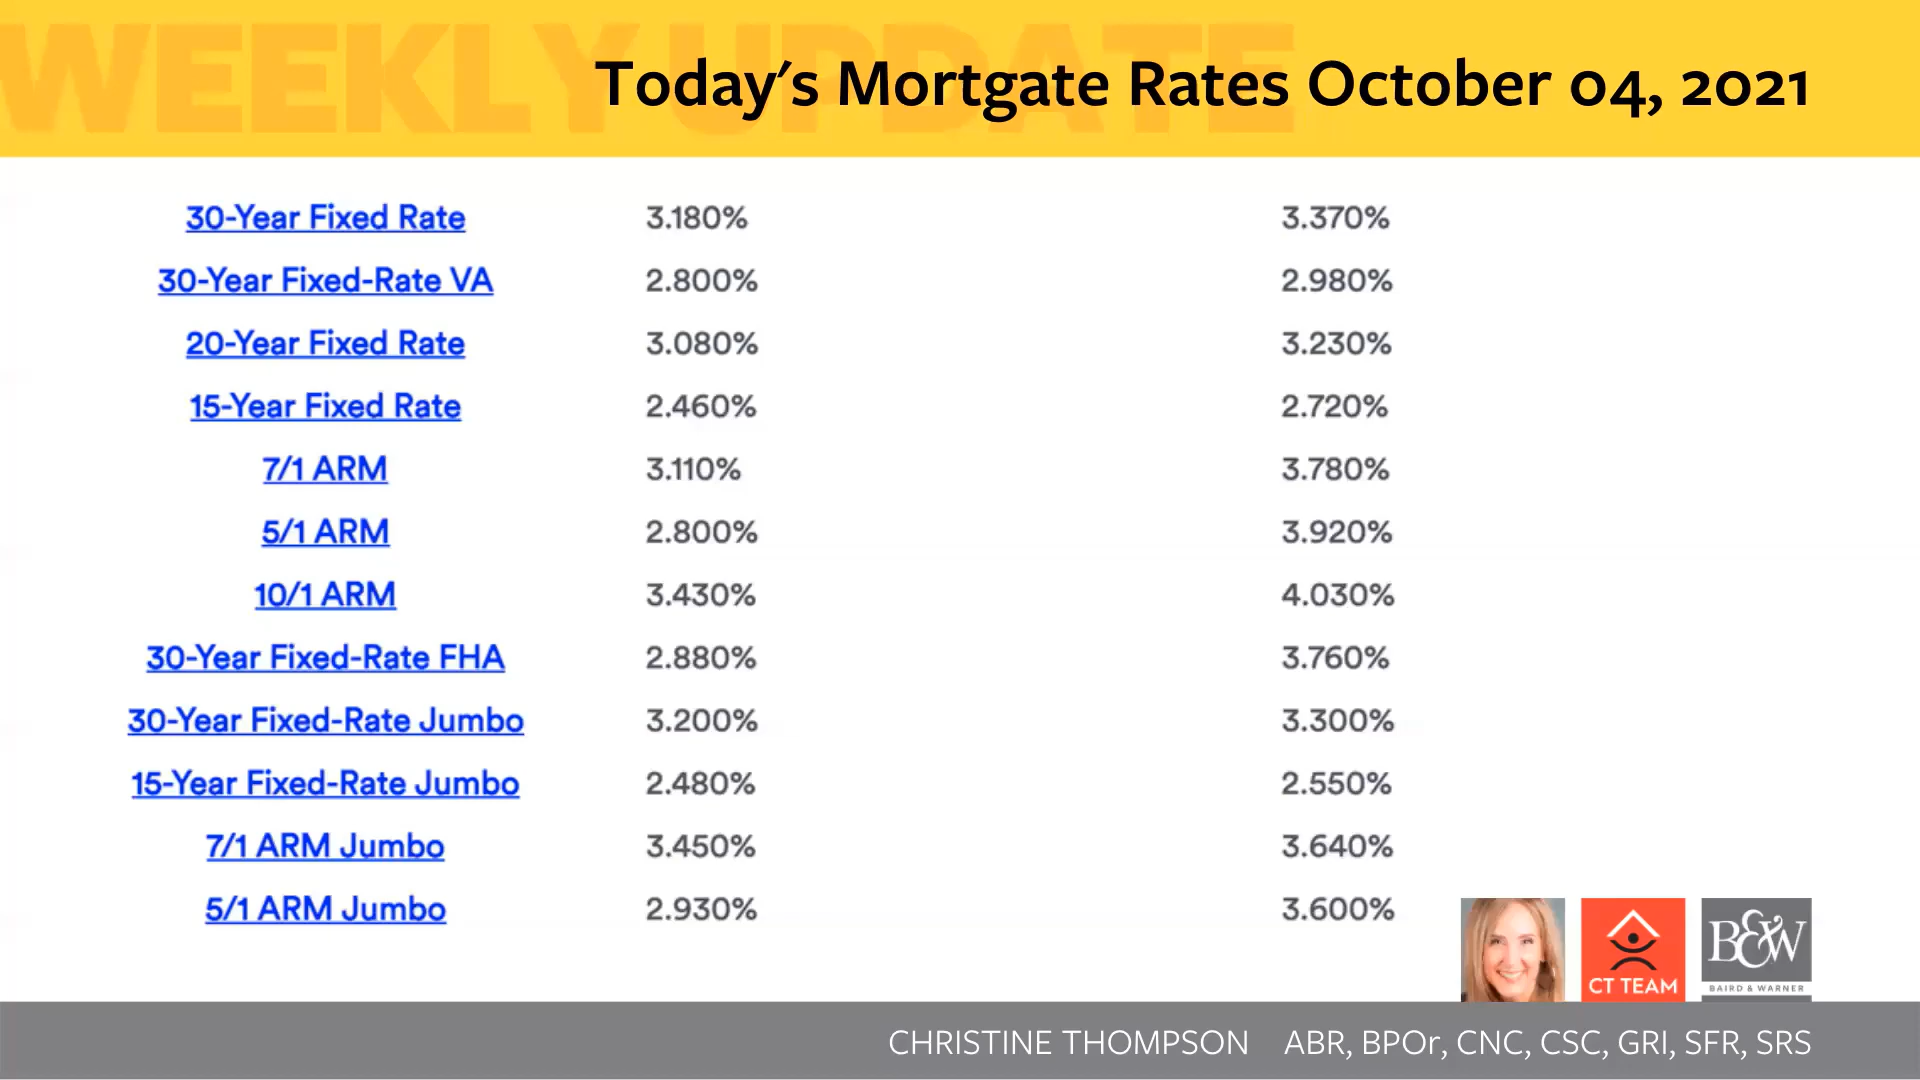 WEEKLY UPDATE
Today's Mortgate Rates October 04, 2021
30-Year Fixed Rate 3.180% 3.370%
30-Year Fixed-Rate VA 2.800% 2.980%
20-Year Fixed Rate 3.080% 3.230%
15-Year Fixed Rate 2.460% 2.720%
7/1 ARM 3.110% 3.780%
5/1 ARM 2.800% 3.920%
10/1 ARM 3.430% 4.030%
30-Year Fixed-Rate FHA 2.880% 3.760%
30-Year Fixed-Rate Jumbo 3.200% 3.300%
15-Year Fixed-Rate Jumbo 2.480% 2.550%
7/1 ARM Jumbo 3.450% 3.640%
5/1 ARM Jumbo 2.930% 3.600%
CT TEAM
B&W
BAIRD & WARNER
CHRISTINE THOMPSON ABR, BPOr, CNC, CSC, GRI, SFR, SRS